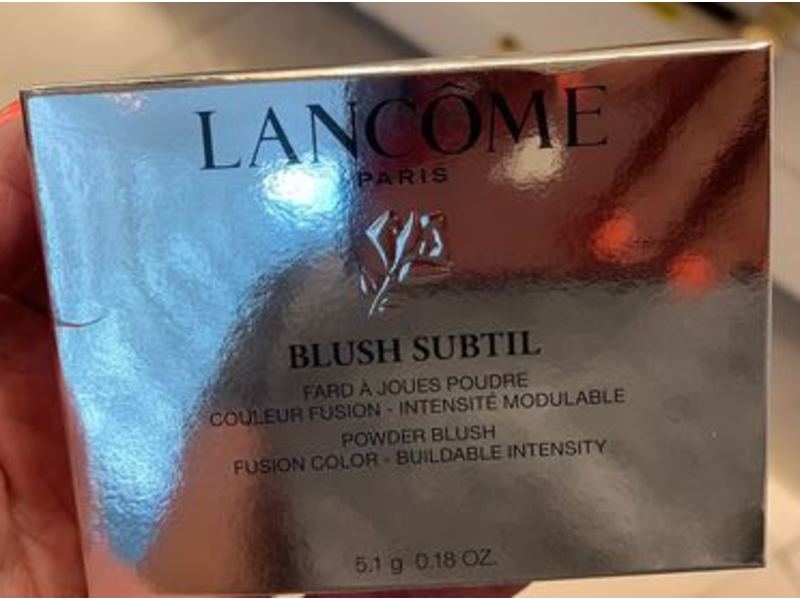 LANCÔME
PARIS
BLUSH SUBTIL
FARD À JOUES POUDRE
COULEUR FUSION - INTENSITÉ MODULABLE
POWDER BLUSH
FUSION COLOR - BUILDABLE INTENSITY
5.1 g 0.18 OZ.